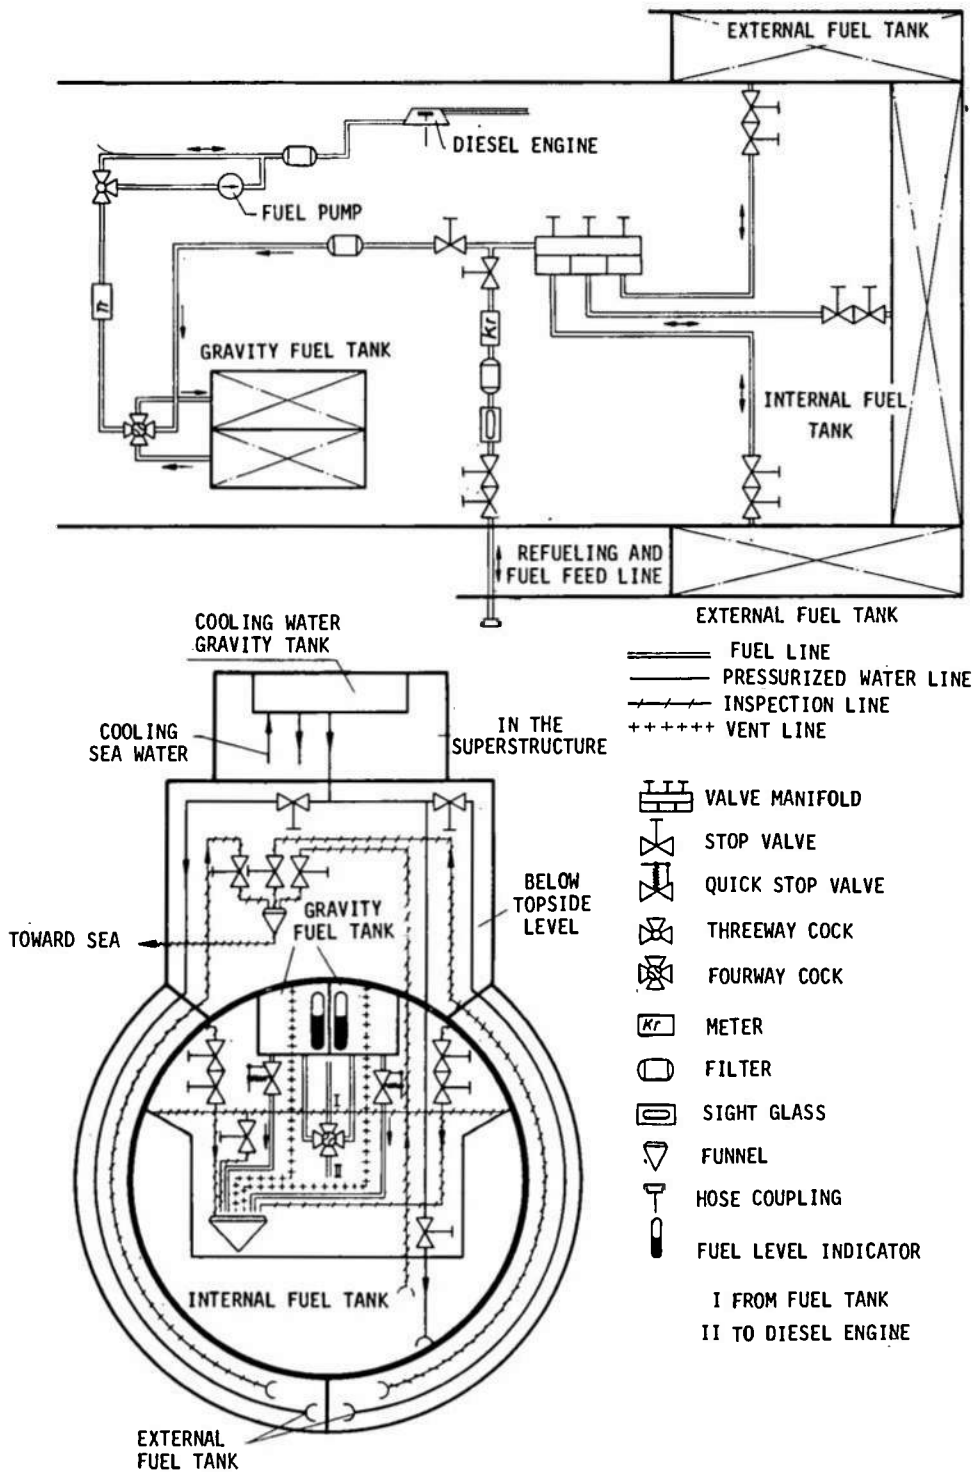 EXTERNAL FUEL TANK
DIESEL ENGINE
FUEL PUMP
Kr
GRAVITY FUEL TANK
INTERNAL FUEL
TANK
REFUELING AND
FUEL FEED LINE
EXTERNAL FUEL TANK
COOLING WATER
GRAVITY TANK
COOLING
SEA WATER
IN THE
SUPERSTRUCTURE
BELOW
TOPSIDE
LEVEL
GRAVITY
FUEL TANK
TOWARD SEA
I
II
INTERNAL FUEL TANK
EXTERNAL
FUEL TANK
FUEL LINE
PRESSURIZED WATER LINE
INSPECTION LINE
VENT LINE
VALVE MANIFOLD
STOP VALVE
QUICK STOP VALVE
THREEWAY COCK
FOURWAY COCK
Kr METER
FILTER
SIGHT GLASS
FUNNEL
HOSE COUPLING
FUEL LEVEL INDICATOR
I FROM FUEL TANK
II TO DIESEL ENGINE